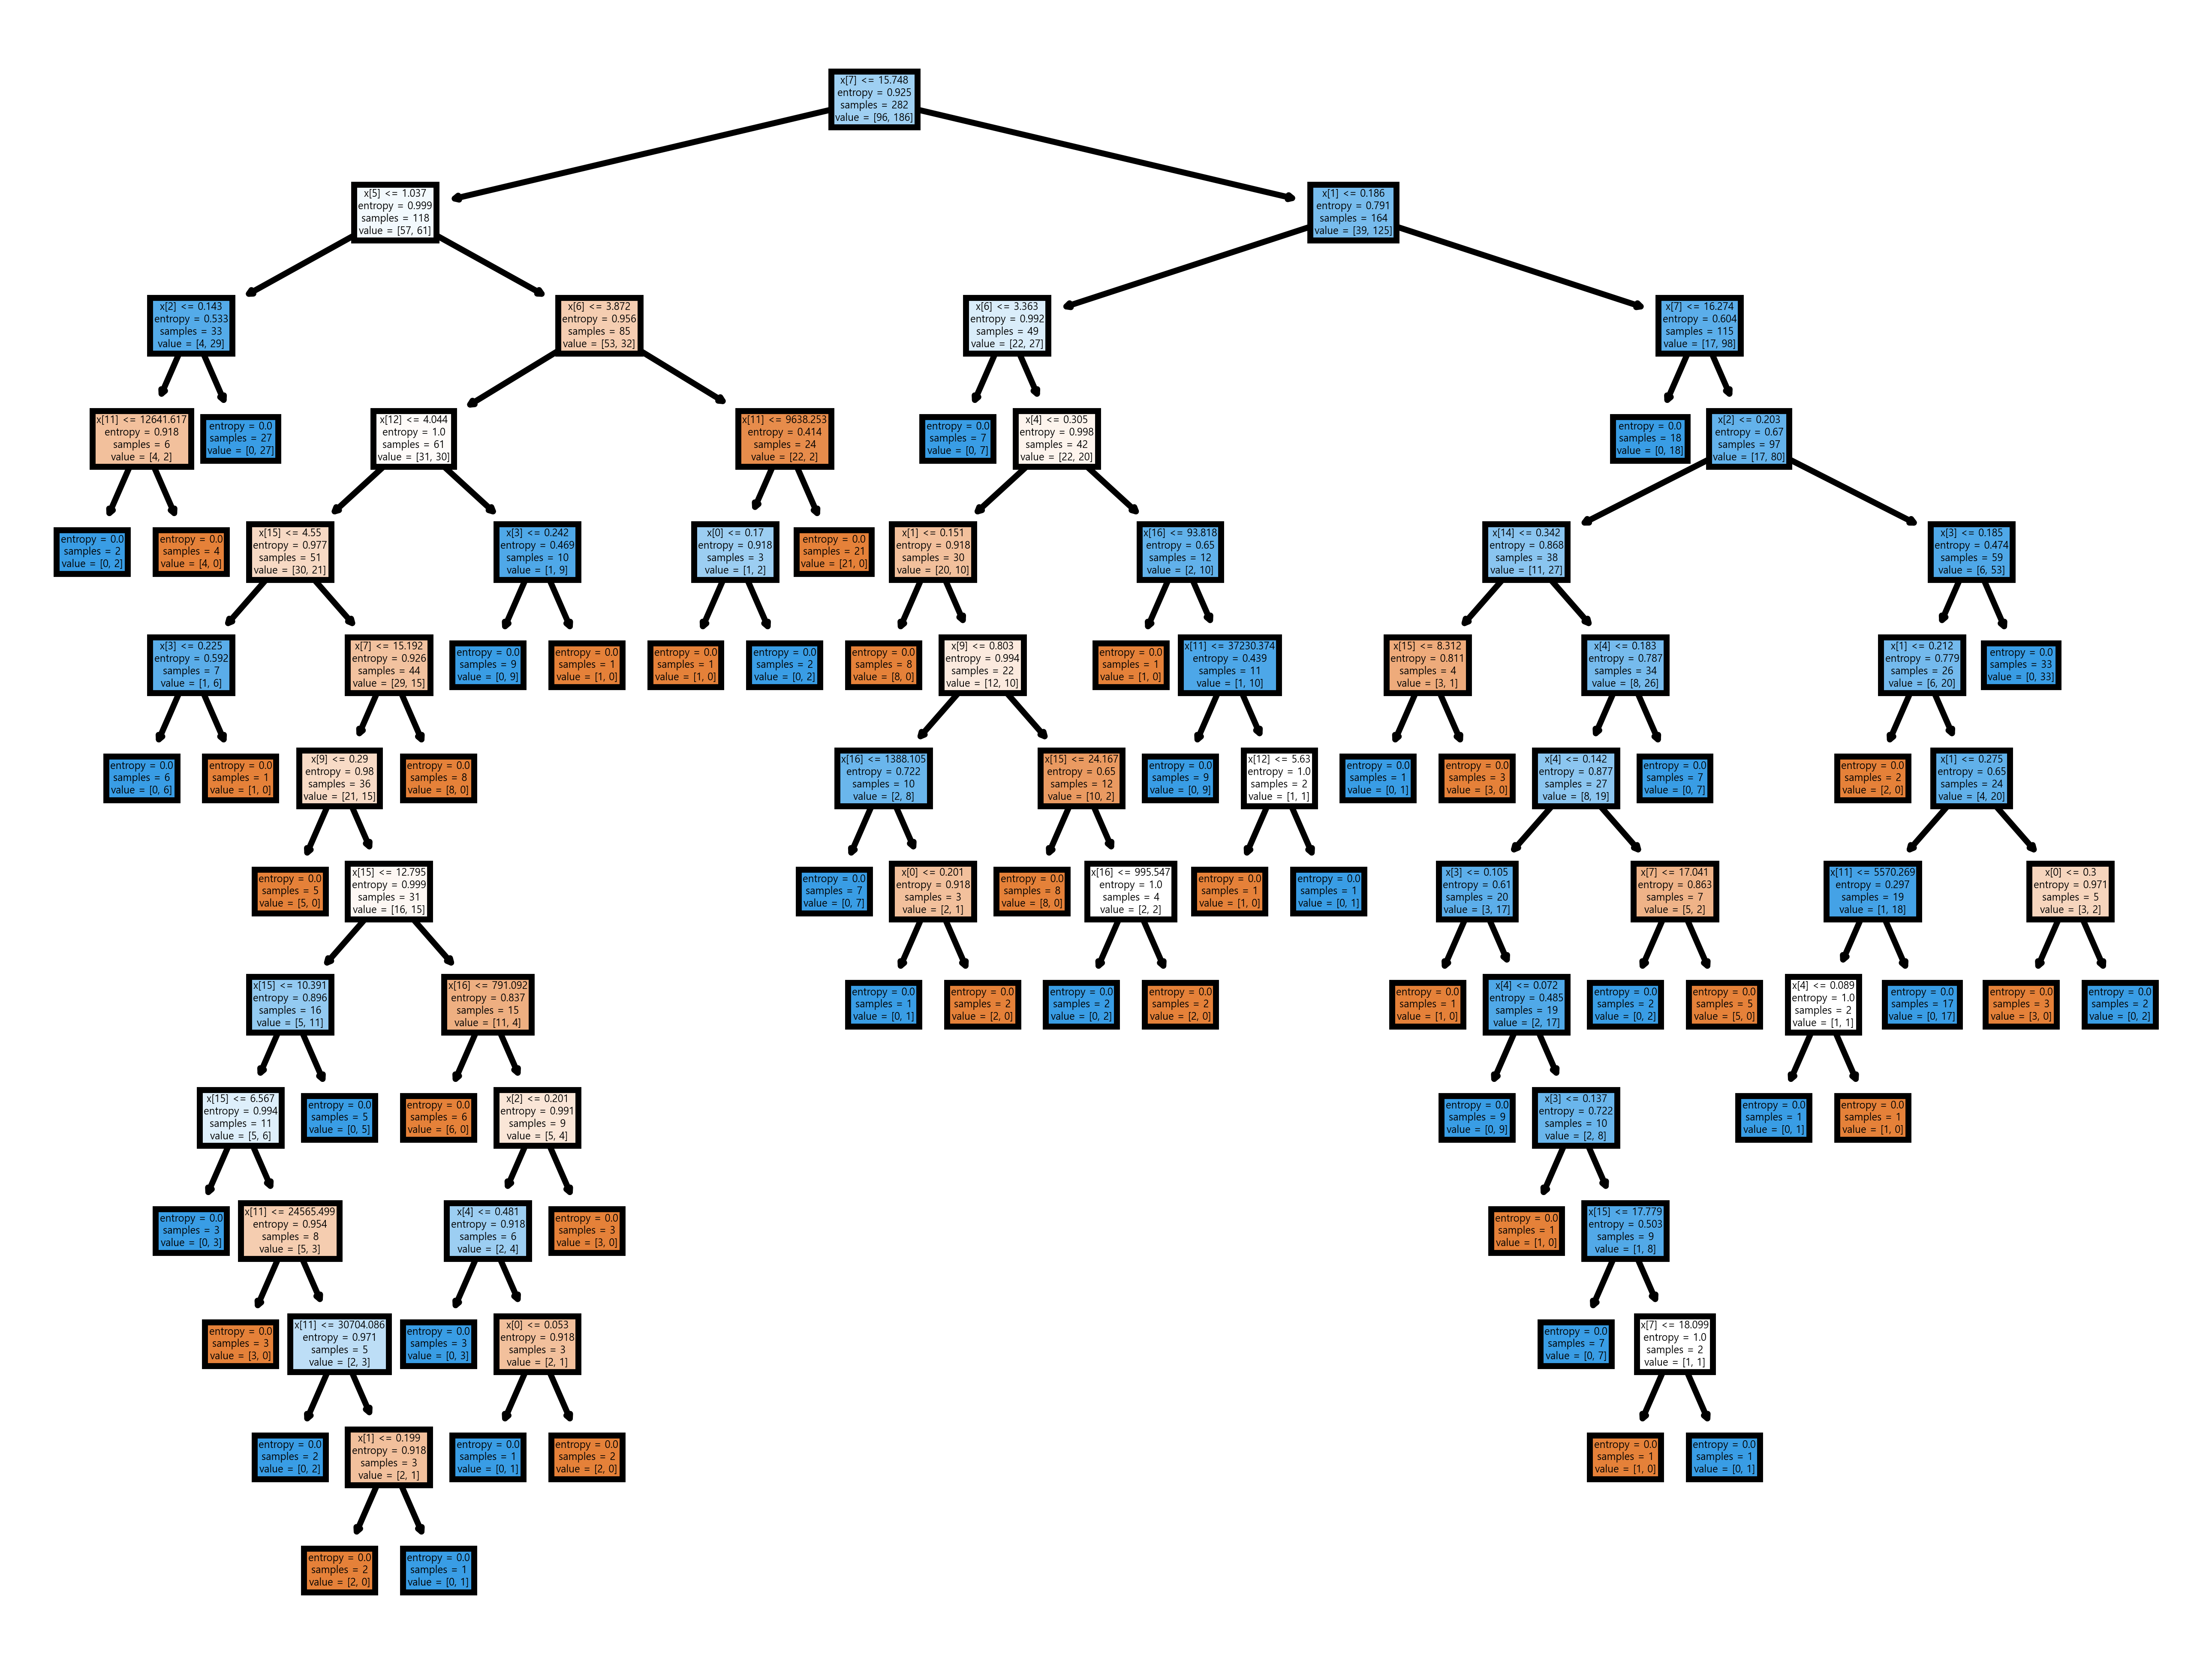 x[7] <= 15.748
entropy = 0.925
samples = 282
value = [96, 186]
x[5] <= 1.037
entropy = 0.999
samples = 118
value = [57, 61]
x[1] <= 0.186
entropy = 0.791
samples = 164
value = [39, 125]
x[2] <= 0.143
entropy = 0.533
samples = 33
value = [4, 29]
x[6] <= 3.872
entropy = 0.956
samples = 85
value = [53, 32]
x[6] <= 3.363
entropy = 0.992
samples = 49
value = [22, 27]
x[7] <= 16.274
entropy = 0.604
samples = 115
value = [17, 98]
x[11] <= 12641.617
entropy = 0.918
samples = 6
value = [4, 2]
entropy = 0.0
samples = 27
value = [0, 27]
x[12] <= 4.044
entropy = 1.0
samples = 61
value = [31, 30]
x[11] <= 9638.253
entropy = 0.414
samples = 24
value = [22, 2]
entropy = 0.0
samples = 7
value = [0, 7]
x[4] <= 0.305
entropy = 0.998
samples = 42
value = [22, 20]
entropy = 0.0
samples = 18
value = [0, 18]
x[2] <= 0.203
entropy = 0.67
samples = 97
value = [17, 80]
entropy = 0.0
samples = 2
value = [0, 2]
entropy = 0.0
samples = 4
value = [4, 0]
x[15] <= 4.55
entropy = 0.977
samples = 51
value = [30, 21]
x[3] <= 0.242
entropy = 0.469
samples = 10
value = [1, 9]
x[0] <= 0.17
entropy = 0.918
samples = 3
value = [1, 2]
entropy = 0.0
samples = 21
value = [21, 0]
x[1] <= 0.151
entropy = 0.918
samples = 30
value = [20, 10]
x[16] <= 93.818
entropy = 0.65
samples = 12
value = [2, 10]
x[14] <= 0.342
entropy = 0.868
samples = 38
value = [11, 27]
x[3] <= 0.185
entropy = 0.474
samples = 59
value = [6, 53]
x[3] <= 0.225
entropy = 0.592
samples = 7
value = [1, 6]
x[7] <= 15.192
entropy = 0.926
samples = 44
value = [29, 15]
entropy = 0.0
samples = 9
value = [0, 9]
entropy = 0.0
samples = 1
value = [1, 0]
entropy = 0.0
samples = 1
value = [1, 0]
entropy = 0.0
samples = 2
value = [0, 2]
entropy = 0.0
samples = 8
value = [8, 0]
x[9] <= 0.803
entropy = 0.994
samples = 22
value = [12, 10]
entropy = 0.0
samples = 1
value = [1, 0]
x[11] <= 37230.374
entropy = 0.439
samples = 11
value = [1, 10]
x[15] <= 8.312
entropy = 0.811
samples = 4
value = [3, 1]
x[4] <= 0.183
entropy = 0.787
samples = 34
value = [8, 26]
x[1] <= 0.212
entropy = 0.779
samples = 26
value = [6, 20]
entropy = 0.0
samples = 33
value = [0, 33]
entropy = 0.0
samples = 6
value = [0, 6]
entropy = 0.0
samples = 1
value = [1, 0]
x[9] <= 0.29
entropy = 0.98
samples = 36
value = [21, 15]
entropy = 0.0
samples = 8
value = [8, 0]
x[16] <= 1388.105
entropy = 0.722
samples = 10
value = [2, 8]
x[15] <= 24.167
entropy = 0.65
samples = 12
value = [10, 2]
entropy = 0.0
samples = 9
value = [0, 9]
x[12] <= 5.63
entropy = 1.0
samples = 2
value = [1, 1]
entropy = 0.0
samples = 1
value = [0, 1]
entropy = 0.0
samples = 3
value = [3, 0]
x[4] <= 0.142
entropy = 0.877
samples = 27
value = [8, 19]
entropy = 0.0
samples = 7
value = [0, 7]
entropy = 0.0
samples = 2
value = [2, 0]
x[1] <= 0.275
entropy = 0.65
samples = 24
value = [4, 20]
entropy = 0.0
samples = 5
value = [5, 0]
x[15] <= 12.795
entropy = 0.999
samples = 31
value = [16, 15]
entropy = 0.0
samples = 7
value = [0, 7]
x[0] <= 0.201
entropy = 0.918
samples = 3
value = [2, 1]
entropy = 0.0
samples = 8
value = [8, 0]
x[16] <= 995.547
entropy = 1.0
samples = 4
value = [2, 2]
entropy = 0.0
samples = 1
value = [1, 0]
entropy = 0.0
samples = 1
value = [0, 1]
x[3] <= 0.105
entropy = 0.61
samples = 20
value = [3, 17]
x[7] <= 17.041
entropy = 0.863
samples = 7
value = [5, 2]
x[11] <= 5570.269
entropy = 0.297
samples = 19
value = [1, 18]
x[0] <= 0.3
entropy = 0.971
samples = 5
value = [3, 2]
x[15] <= 10.391
entropy = 0.896
samples = 16
value = [5, 11]
x[16] <= 791.092
entropy = 0.837
samples = 15
value = [11, 4]
entropy = 0.0
samples = 1
value = [0, 1]
entropy = 0.0
samples = 2
value = [2, 0]
entropy = 0.0
samples = 2
value = [0, 2]
entropy = 0.0
samples = 2
value = [2, 0]
entropy = 0.0
samples = 1
value = [1, 0]
x[4] <= 0.072
entropy = 0.485
samples = 19
value = [2, 17]
entropy = 0.0
samples = 2
value = [0, 2]
entropy = 0.0
samples = 5
value = [5, 0]
x[4] <= 0.089
entropy = 1.0
samples = 2
value = [1, 1]
entropy = 0.0
samples = 17
value = [0, 17]
entropy = 0.0
samples = 3
value = [3, 0]
entropy = 0.0
samples = 2
value = [0, 2]
x[15] <= 6.567
entropy = 0.994
samples = 11
value = [5, 6]
entropy = 0.0
samples = 5
value = [0, 5]
entropy = 0.0
samples = 6
value = [6, 0]
x[2] <= 0.201
entropy = 0.991
samples = 9
value = [5, 4]
entropy = 0.0
samples = 9
value = [0, 9]
x[3] <= 0.137
entropy = 0.722
samples = 10
value = [2, 8]
entropy = 0.0
samples = 1
value = [0, 1]
entropy = 0.0
samples = 1
value = [1, 0]
entropy = 0.0
samples = 3
value = [0, 3]
x[11] <= 24565.499
entropy = 0.954
samples = 8
value = [5, 3]
x[4] <= 0.481
entropy = 0.918
samples = 6
value = [2, 4]
entropy = 0.0
samples = 3
value = [3, 0]
entropy = 0.0
samples = 1
value = [1, 0]
x[15] <= 17.779
entropy = 0.503
samples = 9
value = [1, 8]
entropy = 0.0
samples = 3
value = [3, 0]
x[11] <= 30704.086
entropy = 0.971
samples = 5
value = [2, 3]
entropy = 0.0
samples = 3
value = [0, 3]
x[0] <= 0.053
entropy = 0.918
samples = 3
value = [2, 1]
entropy = 0.0
samples = 7
value = [0, 7]
x[7] <= 18.099
entropy = 1.0
samples = 2
value = [1, 1]
entropy = 0.0
samples = 2
value = [0, 2]
x[1] <= 0.199
entropy = 0.918
samples = 3
value = [2, 1]
entropy = 0.0
samples = 1
value = [0, 1]
entropy = 0.0
samples = 2
value = [2, 0]
entropy = 0.0
samples = 1
value = [1, 0]
entropy = 0.0
samples = 1
value = [0, 1]
entropy = 0.0
samples = 2
value = [2, 0]
entropy = 0.0
samples = 1
value = [0, 1]